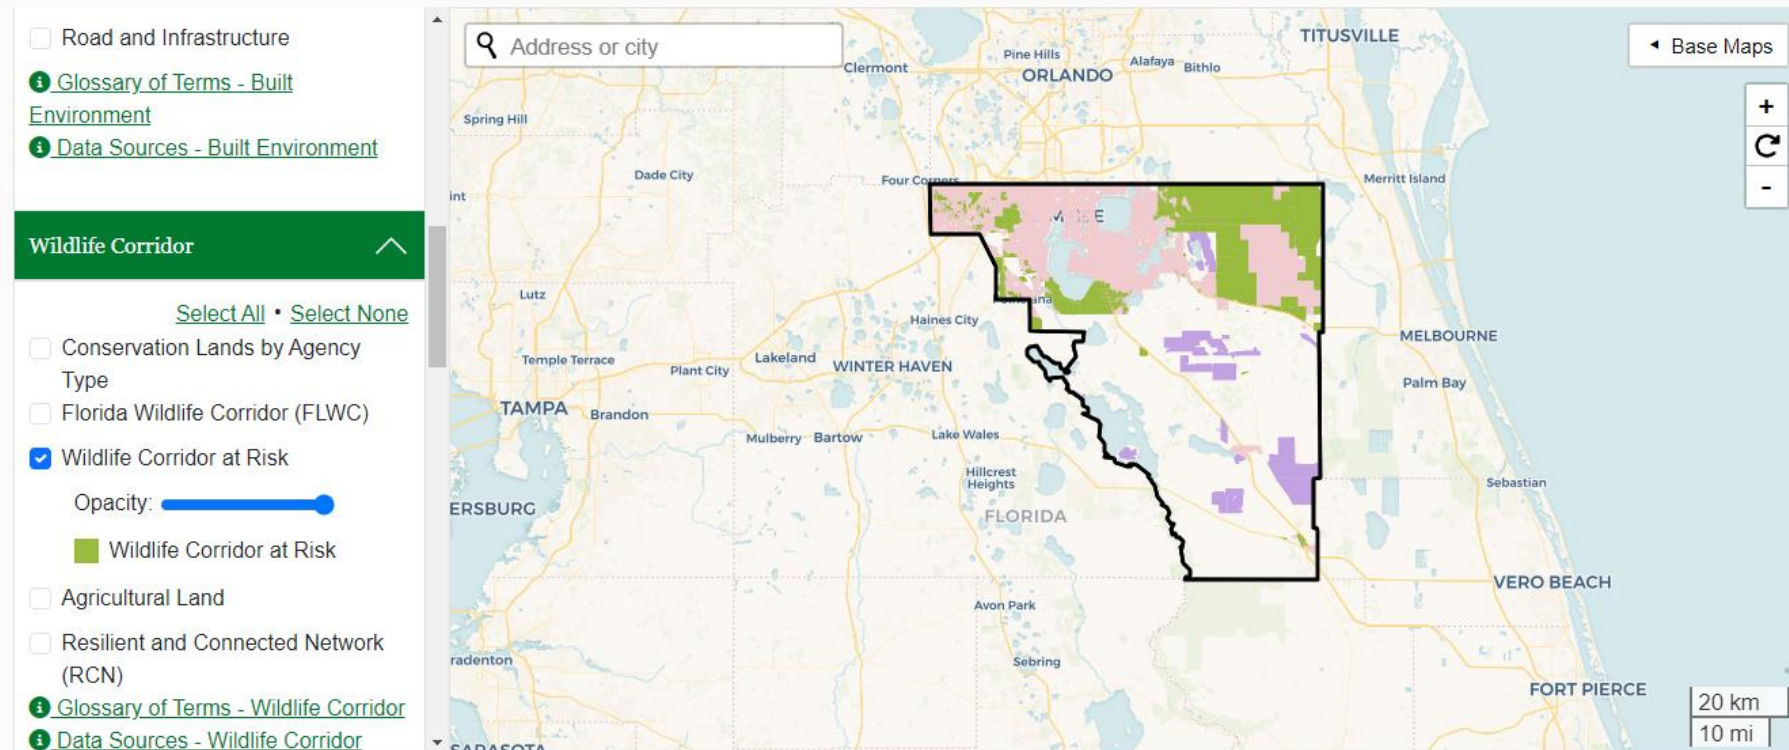 Road and Infrastructure
Glossary of Terms - Built
Environment
Data Sources - Built Environment
Wildlife Corridor
Select All • Select None
Conservation Lands by Agency
Type
Florida Wildlife Corridor (FLWC)
Wildlife Corridor at Risk
Opacity:
Wildlife Corridor at Risk
Agricultural Land
Resilient and Connected Network
(RCN)
Glossary of Terms - Wildlife Corridor
Data Sources - Wildlife Corridor
Address or city
Base Maps
+
-
TITUSVILLE
Pine Hills
Clermont
ORLANDO
Alafaya
Bithlo
Spring Hill
Dade City
Four Corners
Merritt Island
int
Lutz
Haines City
MELBOURNE
Temple Terrace
Lakeland
Plant City
WINTER HAVEN
Palm Bay
TAMPA
Brandon
Mulberry
Bartow
Lake Wales
Hillcrest
Heights
Sebastian
ERSBURG
FLORIDA
VERO BEACH
Avon Park
radenton
Sebring
FORT PIERCE
20 km
10 mi
SARASOTA